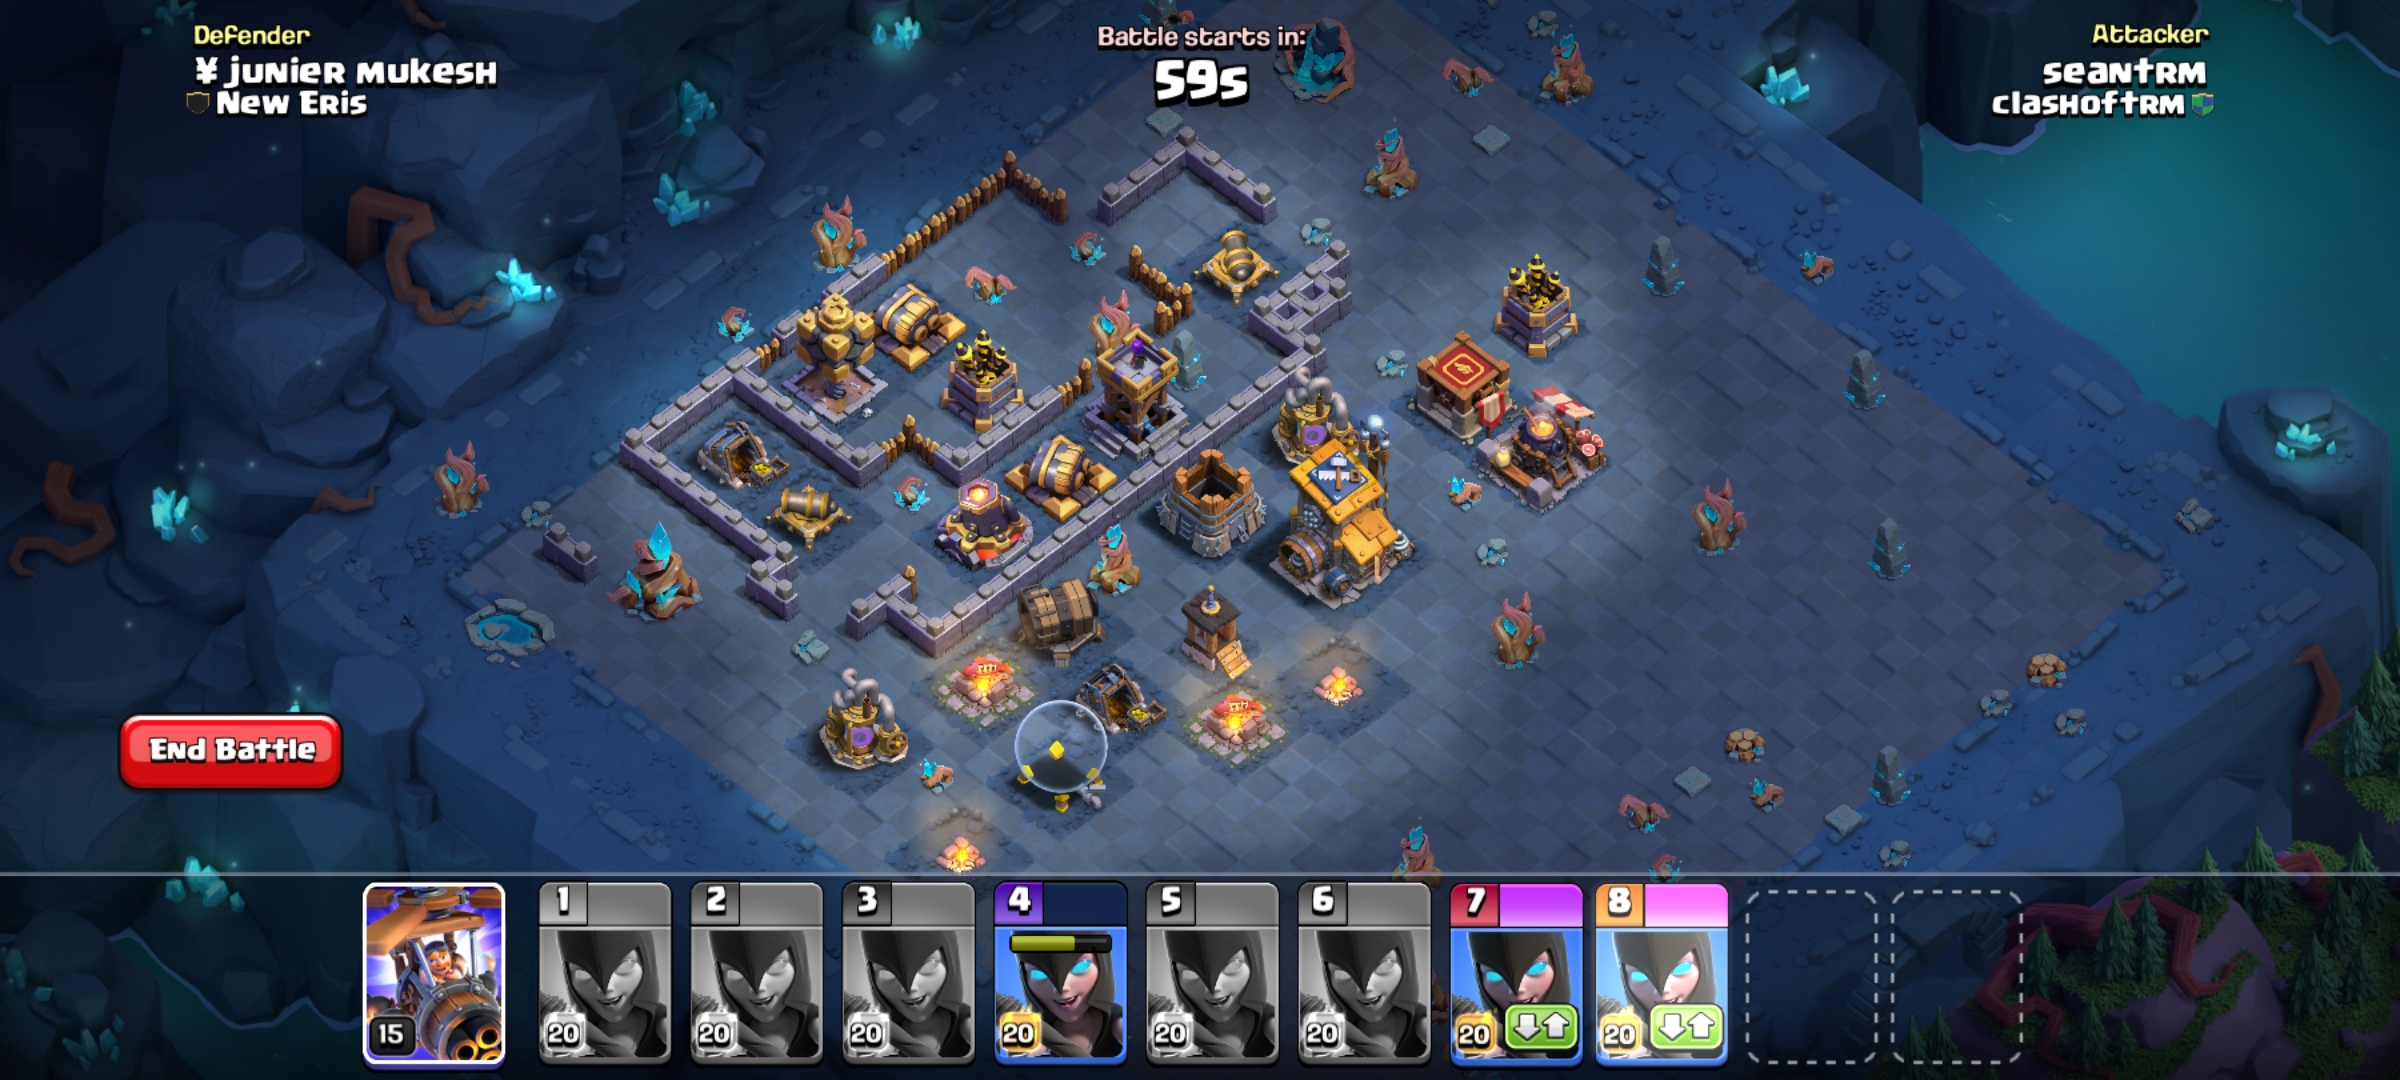 Defender
¥ junier mukesh
New Eris
Battle starts in:
59s
Attacker
seantrm
clashoftrm
End Battle
1
2
3
4
5
6
7
8
15
20
20
20
20
20
20
20
20